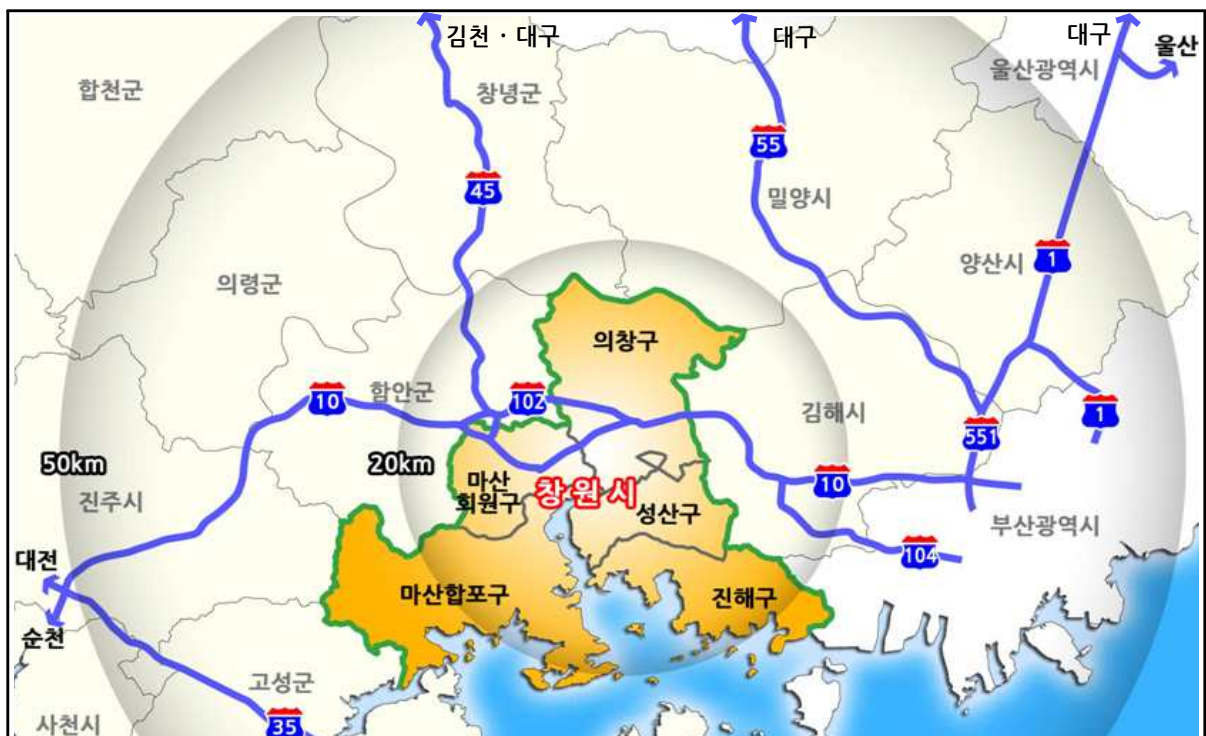 김천 · 대구
대구
대구
울산
합천군
창녕군
울산광역시
55
45
밀양시
1
양산시
의령군
의창구
함안군
10
102
김해시
1
551
50km
20km
마산
회원구
창원시
성산구
10
진주시
부산광역시
104
대전
마산합포구
진해구
순천
고성군
35
사천시